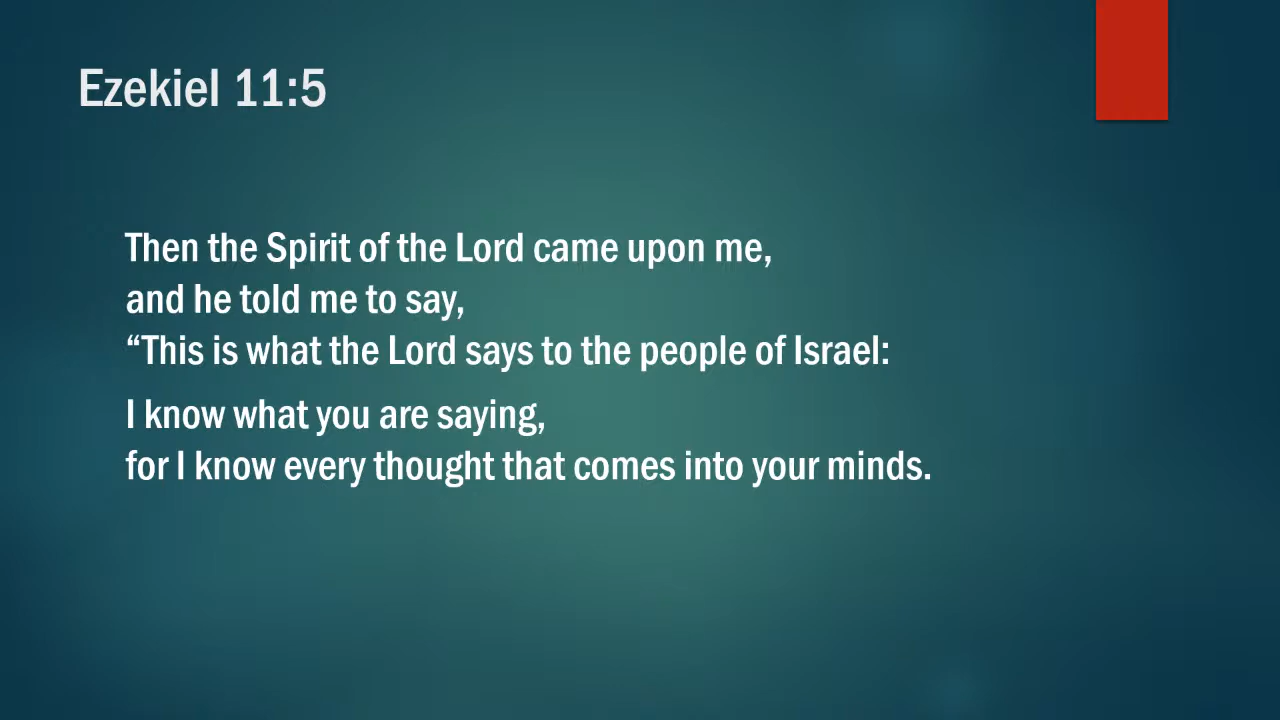 Ezekiel 11:5
Then the Spirit of the Lord came upon me,
and he told me to say,
“This is what the Lord says to the people of Israel:
I know what you are saying,
for I know every thought that comes into your minds.